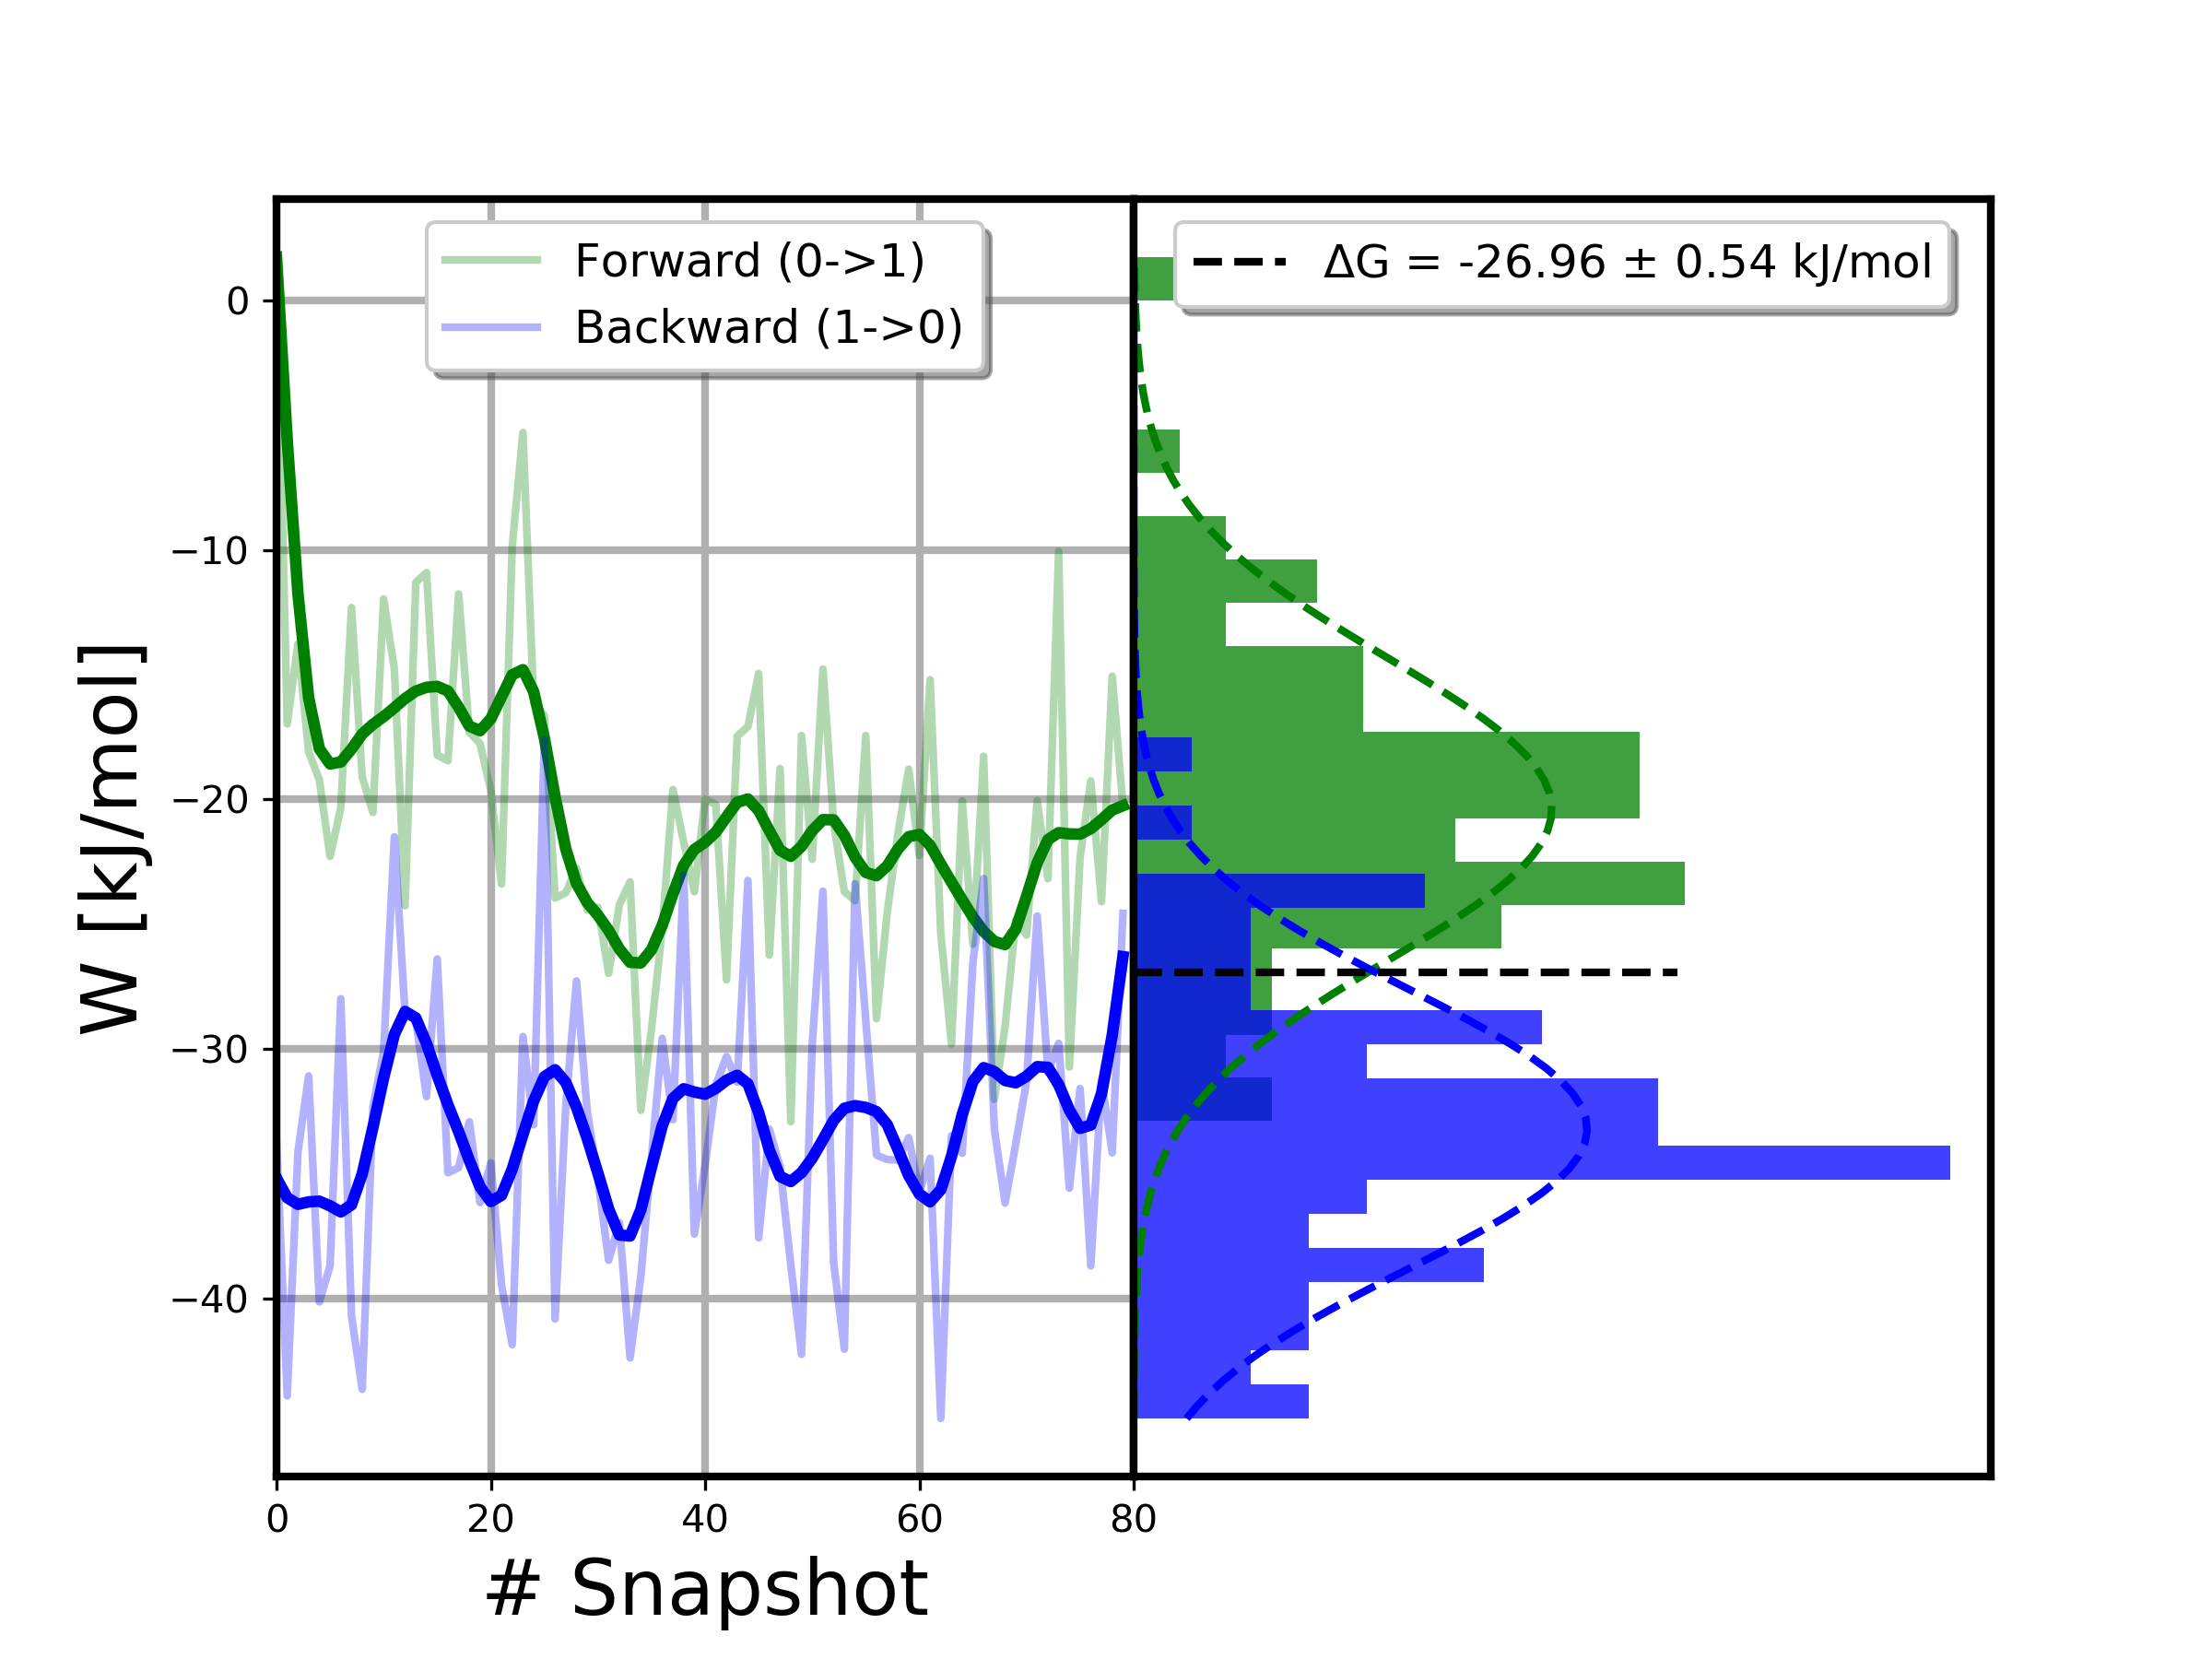 Forward (0->1)
Backward (1->0)
ΔG = -26.96 ± 0.54 kJ/mol
W [kJ/mol]
0
−10
−20
−30
−40
0
20
40
60
80
# Snapshot